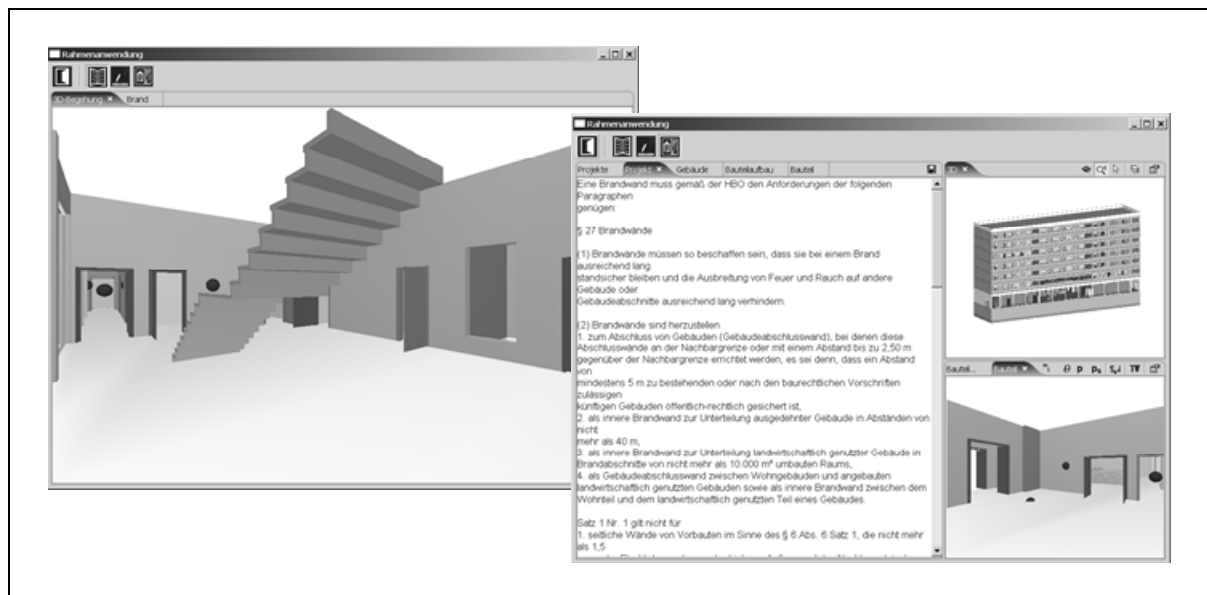 Rahmenanwendung
3D-Begehung Brand
Rahmenanwendung
Projekte Projekt Gebäude Bauteilaufbau Bauteil
3D
Eine Brandwand muss gemäß der HBO den Anforderungen der folgenden
Paragraphen
genügen:
§ 27 Brandwände
(1) Brandwände müssen so beschaffen sein, dass sie bei einem Brand
ausreichend lang
standsicher bleiben und die Ausbreitung von Feuer und Rauch auf andere
Gebäude oder
Gebäudeabschnitte ausreichend lang verhindern.
(2) Brandwände sind herzustellen
1. zum Abschluss von Gebäuden (Gebäudeabschlusswand), bei denen diese
Abschlusswände an der Nachbargrenze oder mit einem Abstand bis zu 2,50 m
gegenüber der Nachbargrenze errichtet werden, es sei denn, dass ein Abstand
von
mindestens 5 m zu bestehenden oder nach den baurechtlichen Vorschriften
zulässigen
künftigen Gebäuden öffentlich-rechtlich gesichert ist,
2. als innere Brandwand zur Unterteilung ausgedehnter Gebäude in Abständen von
nicht
mehr als 40 m,
3. als innere Brandwand zur Unterteilung landwirtschaftlich genutzter Gebäude in
Brandabschnitte von nicht mehr als 10.000 m³ umbauten Raums,
4. als Gebäudeabschlusswand zwischen Wohngebäuden und angebauten
landwirtschaftlich genutzten Gebäuden sowie als innere Brandwand zwischen dem
Wohnteil und dem landwirtschaftlich genutzten Teil eines Gebäudes.
Satz 1 Nr. 1 gilt nicht für
1. seitliche Wände von Vorbauten im Sinne des § 6 Abs. 6 Satz 1, die nicht mehr
als 1,5
Bauteil... Bauteil